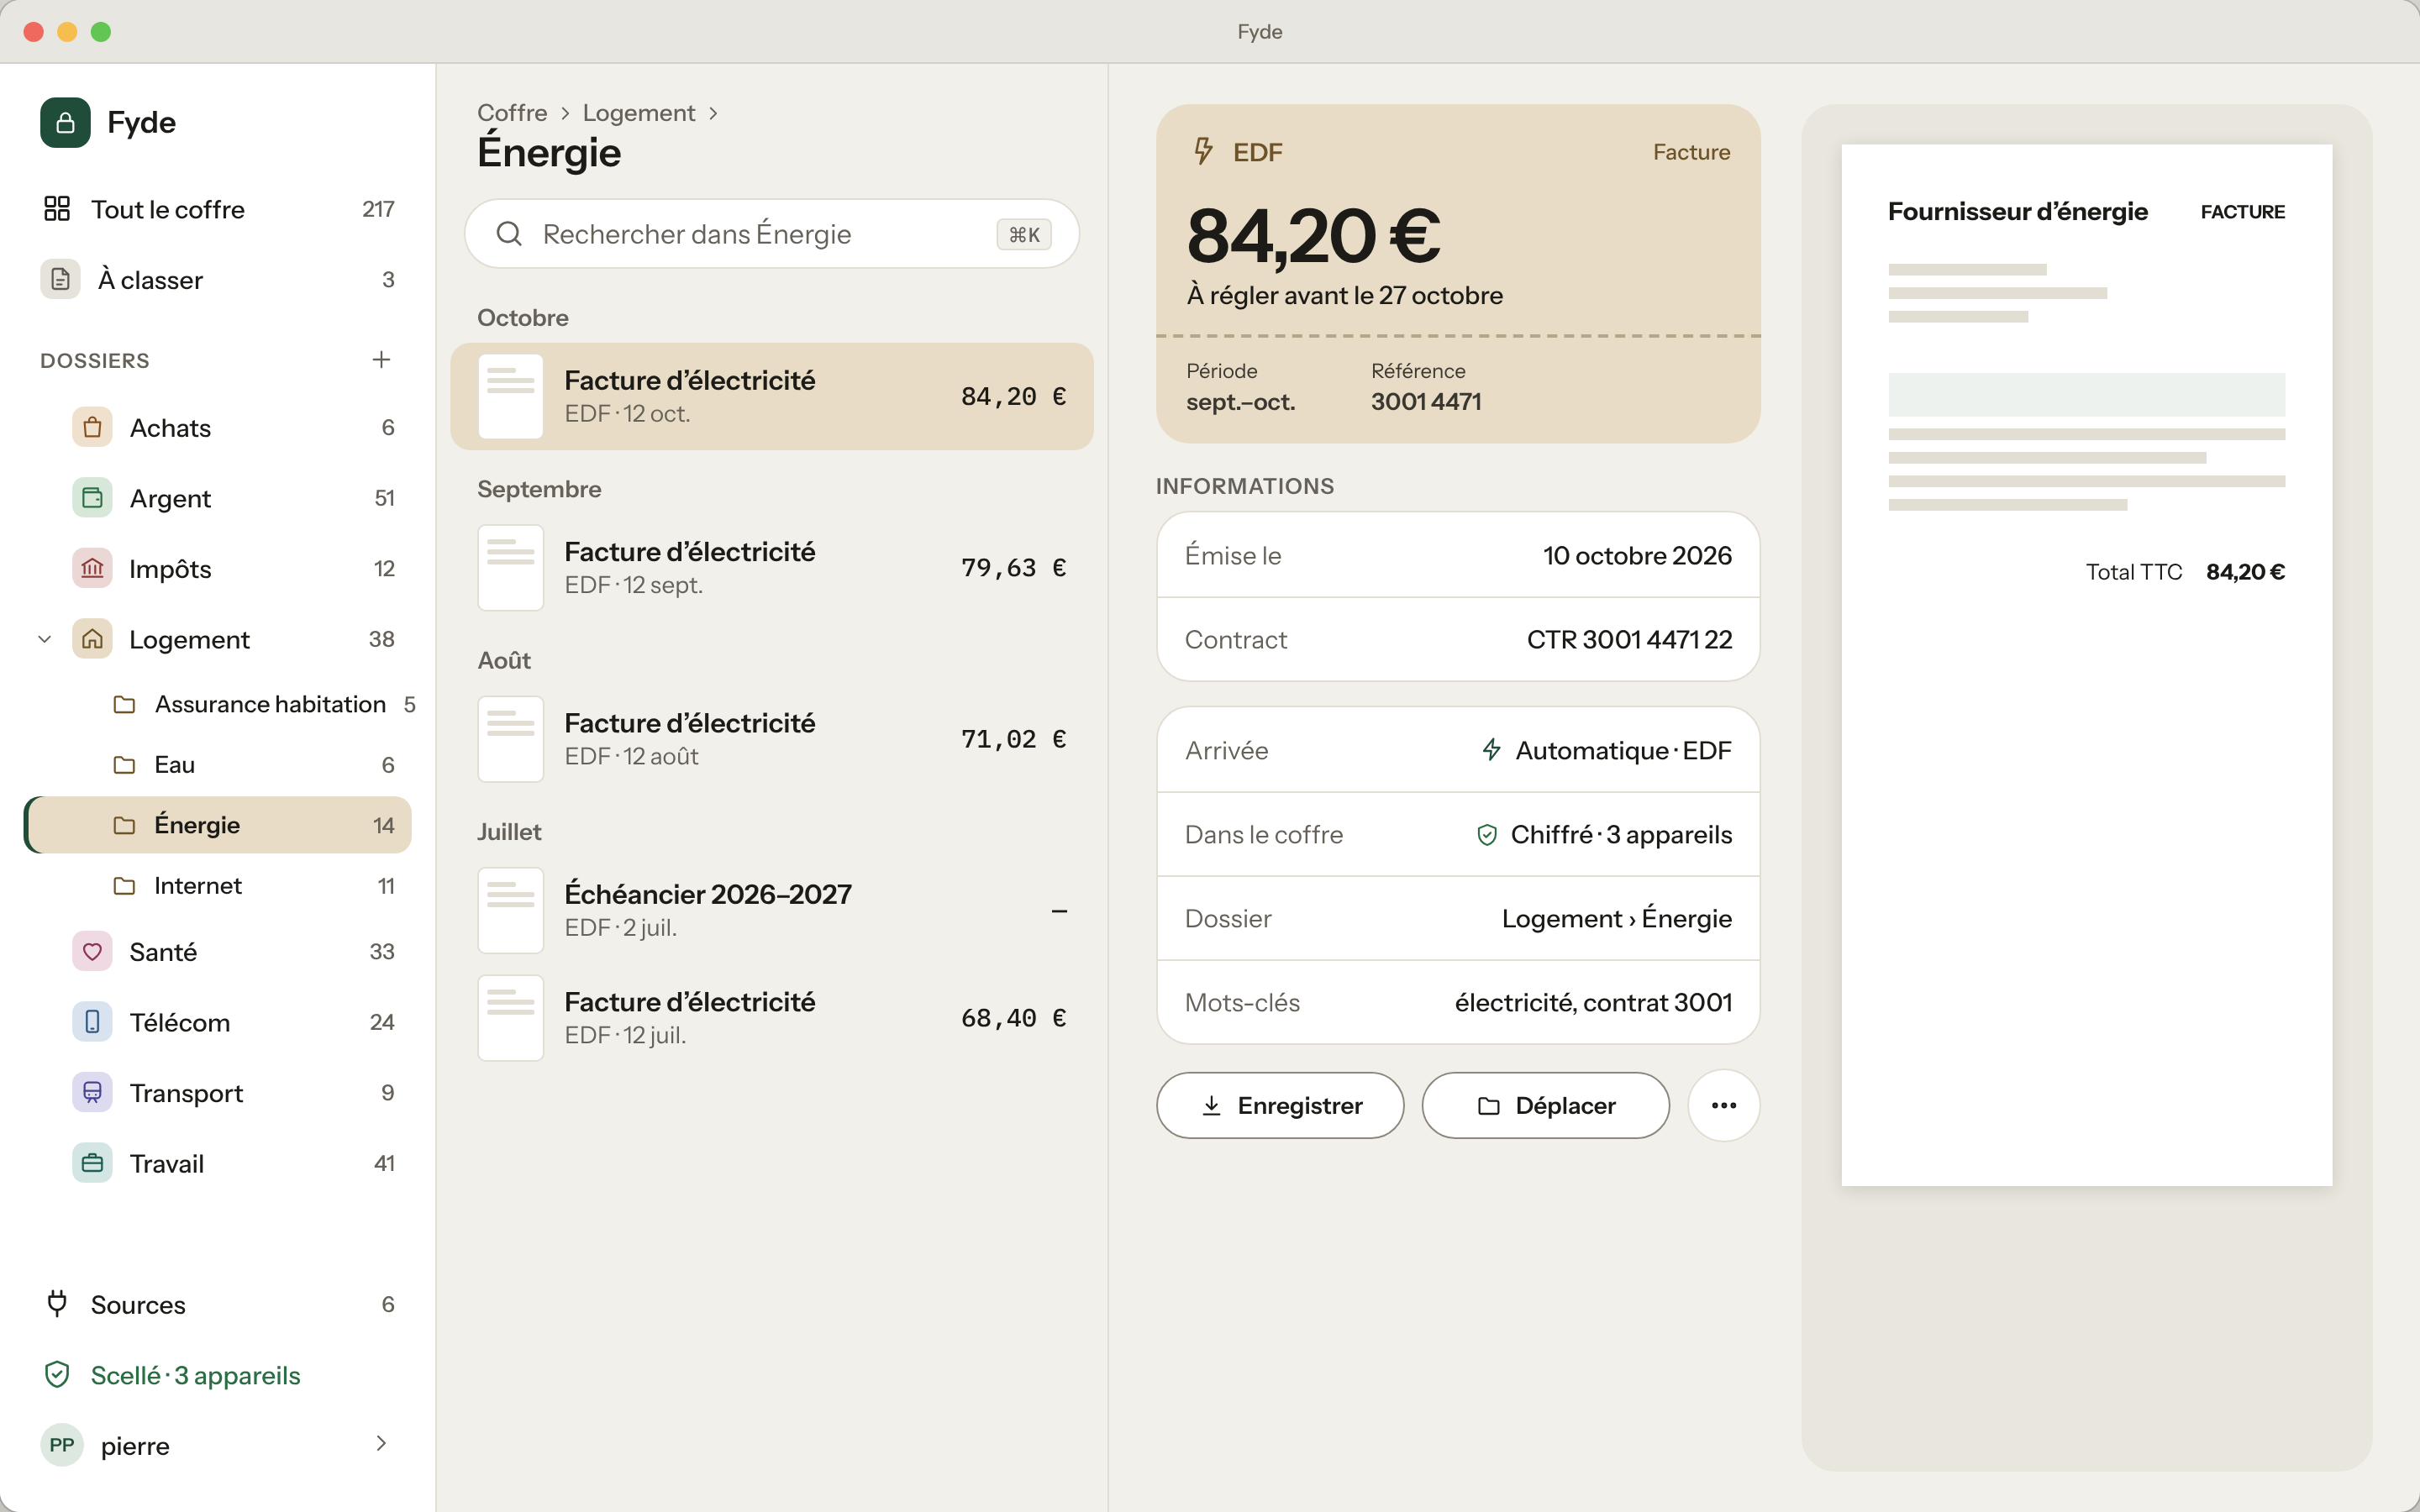 Fyde
Fyde
Tout le coffre 217
À classer 3
DOSSIERS
Achats 6
Argent 51
Impôts 12
Logement 38
Assurance habitation 5
Eau 6
Énergie 14
Internet 11
Santé 33
Télécom 24
Transport 9
Travail 41
Sources 6
Scellé · 3 appareils
PP pierre
Coffre › Logement ›
Énergie
Rechercher dans Énergie ⌘K
Octobre
Facture d’électricité 84,20 €
EDF · 12 oct.
Septembre
Facture d’électricité 79,63 €
EDF · 12 sept.
Août
Facture d’électricité 71,02 €
EDF · 12 août
Juillet
Échéancier 2026–2027 –
EDF · 2 juil.
Facture d’électricité 68,40 €
EDF · 12 juil.
EDF Facture
84,20 €
À régler avant le 27 octobre
Période Référence
sept.–oct. 3001 4471
INFORMATIONS
Émise le 10 octobre 2026
Contract CTR 3001 4471 22
Arrivée Automatique · EDF
Dans le coffre Chiffré · 3 appareils
Dossier Logement › Énergie
Mots-clés électricité, contrat 3001
Enregistrer Déplacer
Fournisseur d’énergie FACTURE
Total TTC 84,20 €